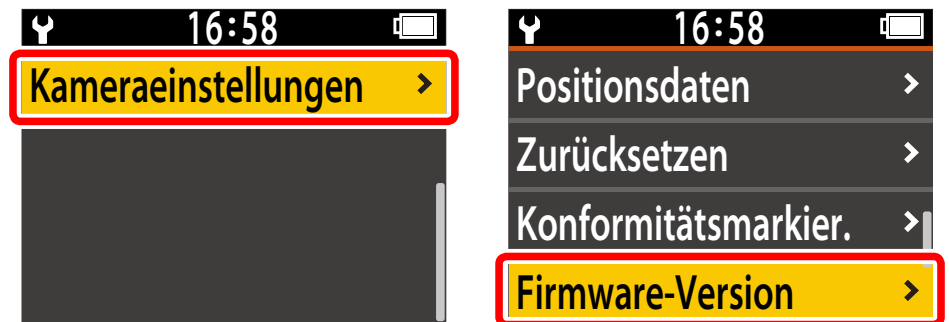 16:58
Kameraeinstellungen
16:58
Positionsdaten
Zurücksetzen
Konformitätsmarkier.
Firmware-Version